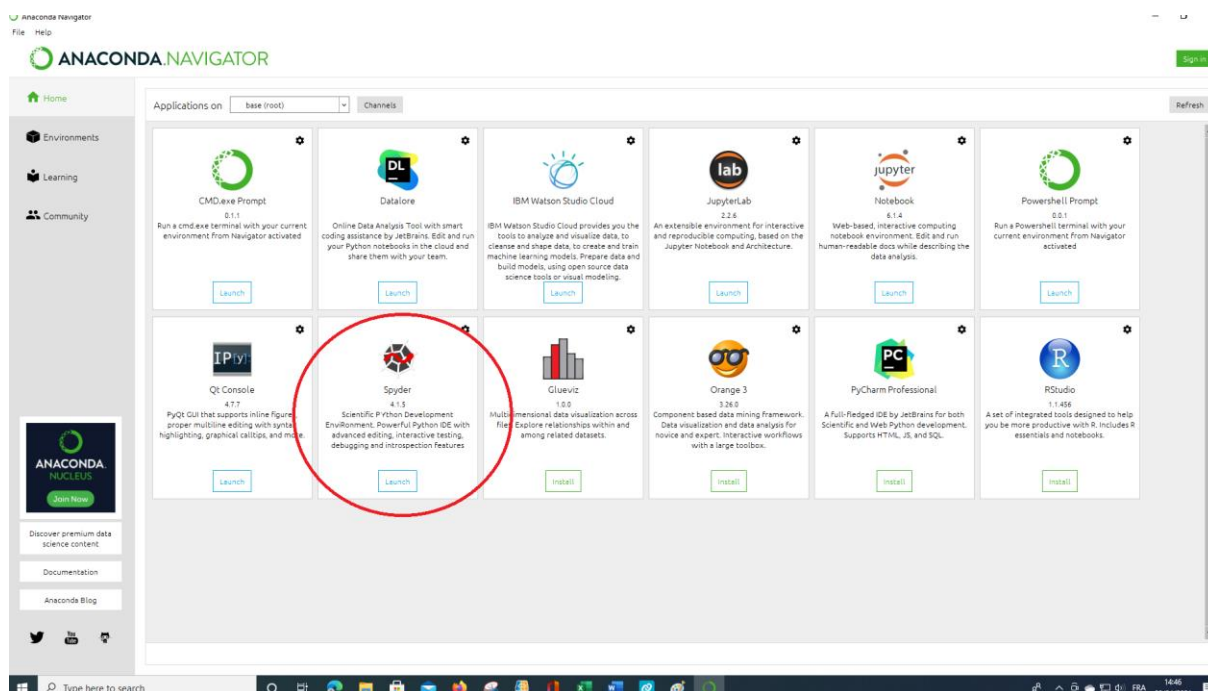 Anaconda Navigator
File Help
ANACONDA.NAVIGATOR
Sign in
Home
Environments
Learning
Community
Applications on base (root) Channels
Refresh
CMD.exe Prompt
0.1.1
Run a cmd.exe terminal with your current
environment from Navigator activated
Launch
DL
Datalore
Online Data Analysis Tool with smart
coding assistance by JetBrains. Edit and run
your Python notebooks in the cloud and
share them with your team.
Launch
IBM Watson Studio Cloud
IBM Watson Studio Cloud provides you the
tools to analyze and visualize data, to
cleanse and shape data, to create and train
machine learning models. Prepare data and
build models, using open source data
science tools or visual modeling.
Launch
lab
JupyterLab
2.2.6
An extensible environment for interactive
and reproducible computing, based on the
Jupyter Notebook and Architecture.
Launch
jupyter
Notebook
6.1.4
Web-based, interactive computing
notebook environment. Edit and run
human-readable docs while describing the
data analysis.
Launch
Powershell Prompt
0.0.1
Run a Powershell terminal with your
current environment from Navigator
activated
Launch
IP[y]:
Qt Console
4.7.7
PyQt GUI that supports inline figures,
proper multiline editing with syntax
highlighting, graphical calltips, and more.
Launch
Spyder
4.1.5
Scientific PYthon Development
EnviRonment. Powerful Python IDE with
advanced editing, interactive testing,
debugging and introspection features
Launch
Glueviz
1.0.0
Multidimensional data visualization across
files. Explore relationships within and
among related datasets.
Install
Orange 3
3.26.0
Component based data mining framework.
Data visualization and data analysis for
novice and expert. Interactive workflows
with a large toolbox.
Install
PC
PyCharm Professional
A full-fledged IDE by JetBrains for both
Scientific and Web Python development.
Supports HTML, JS, and SQL.
Install
R
RStudio
1.1.456
A set of integrated tools designed to help
you be more productive with R. Includes R
essentials and notebooks.
Install
ANACONDA.
NUCLEUS
Join Now
Discover premium data
science content
Documentation
Anaconda Blog
You
Tube
Type here to search
FRA
14:46